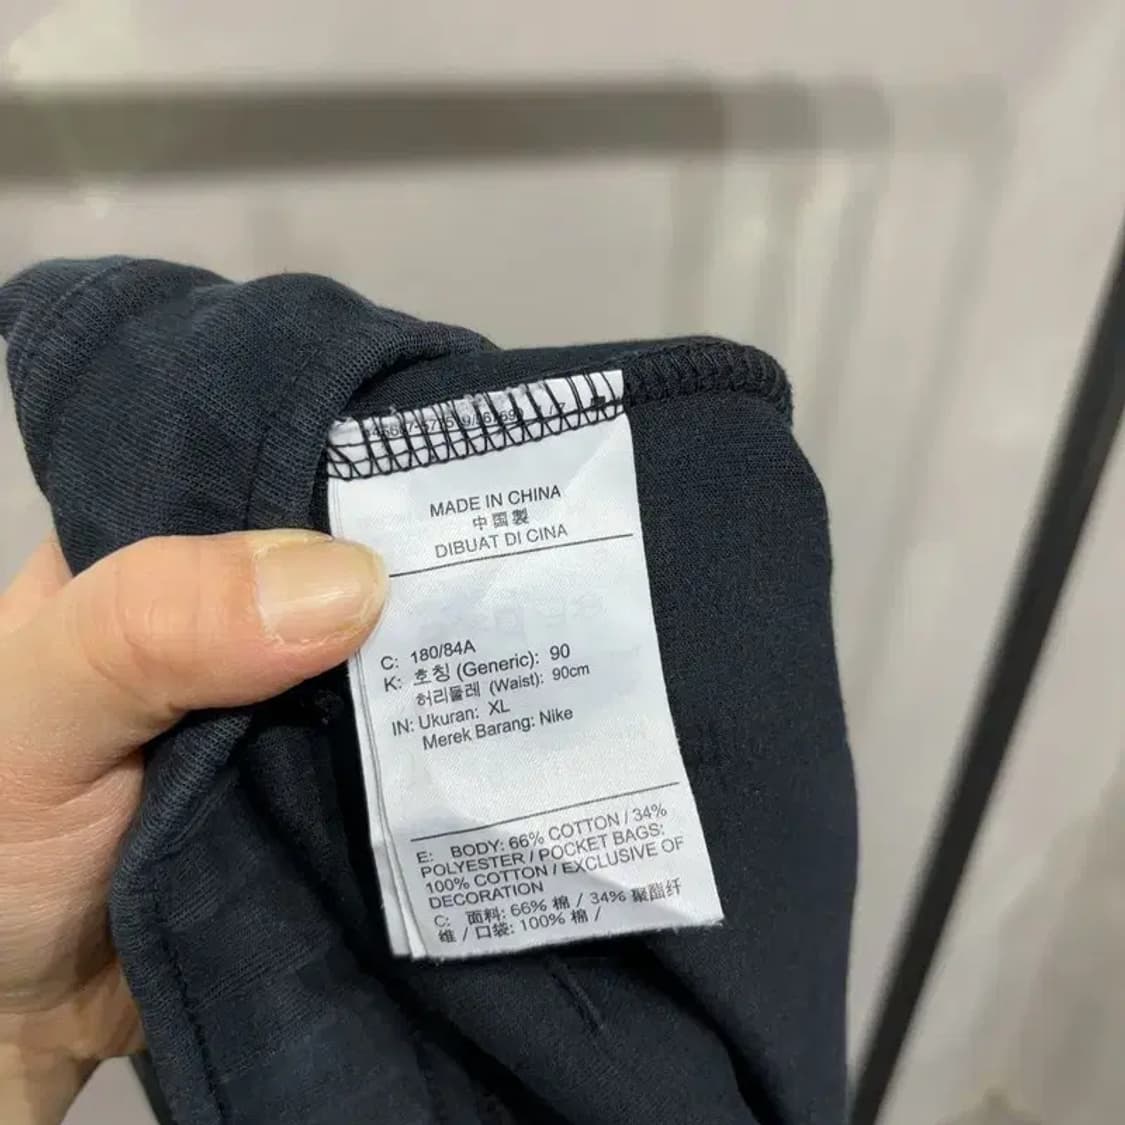 MADE IN CHINA
中国製
DIBUAT DI CINA
C: 180/84A
K: 호칭 (Generic): 90
허리둘레 (Waist): 90cm
IN: Ukuran: XL
Merek Barang: Nike
E: BODY: 66% COTTON / 34%
POLYESTER / POCKET BAGS:
100% COTTON / EXCLUSIVE OF
DECORATION
C: 面料: 66% 棉 / 34% 聚酯纤
维 / 口袋: 100% 棉 /